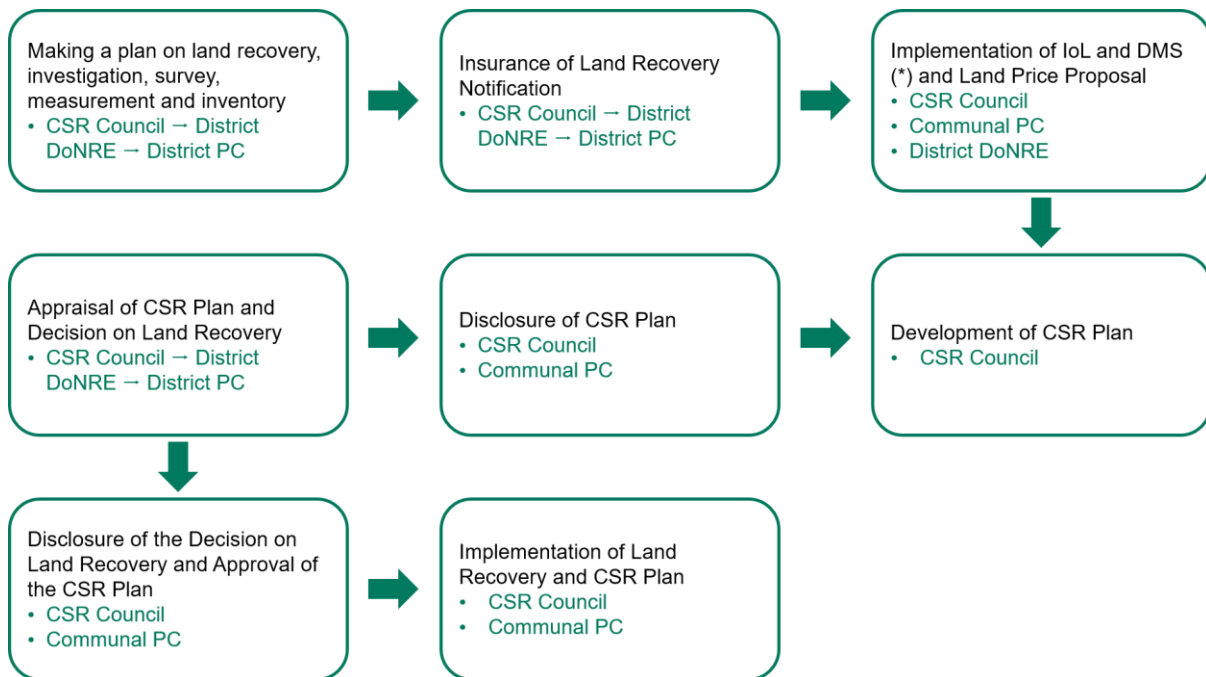 Making a plan on land recovery,
investigation, survey,
measurement and inventory
• CSR Council → District
DoNRE → District PC
Insurance of Land Recovery
Notification
• CSR Council → District
DoNRE → District PC
Implementation of IoL and DMS
(*) and Land Price Proposal
• CSR Council
• Communal PC
• District DoNRE
Appraisal of CSR Plan and
Decision on Land Recovery
• CSR Council → District
DoNRE → District PC
Disclosure of CSR Plan
• CSR Council
• Communal PC
Development of CSR Plan
• CSR Council
Disclosure of the Decision on
Land Recovery and Approval of
the CSR Plan
• CSR Council
• Communal PC
Implementation of Land
Recovery and CSR Plan
• CSR Council
• Communal PC